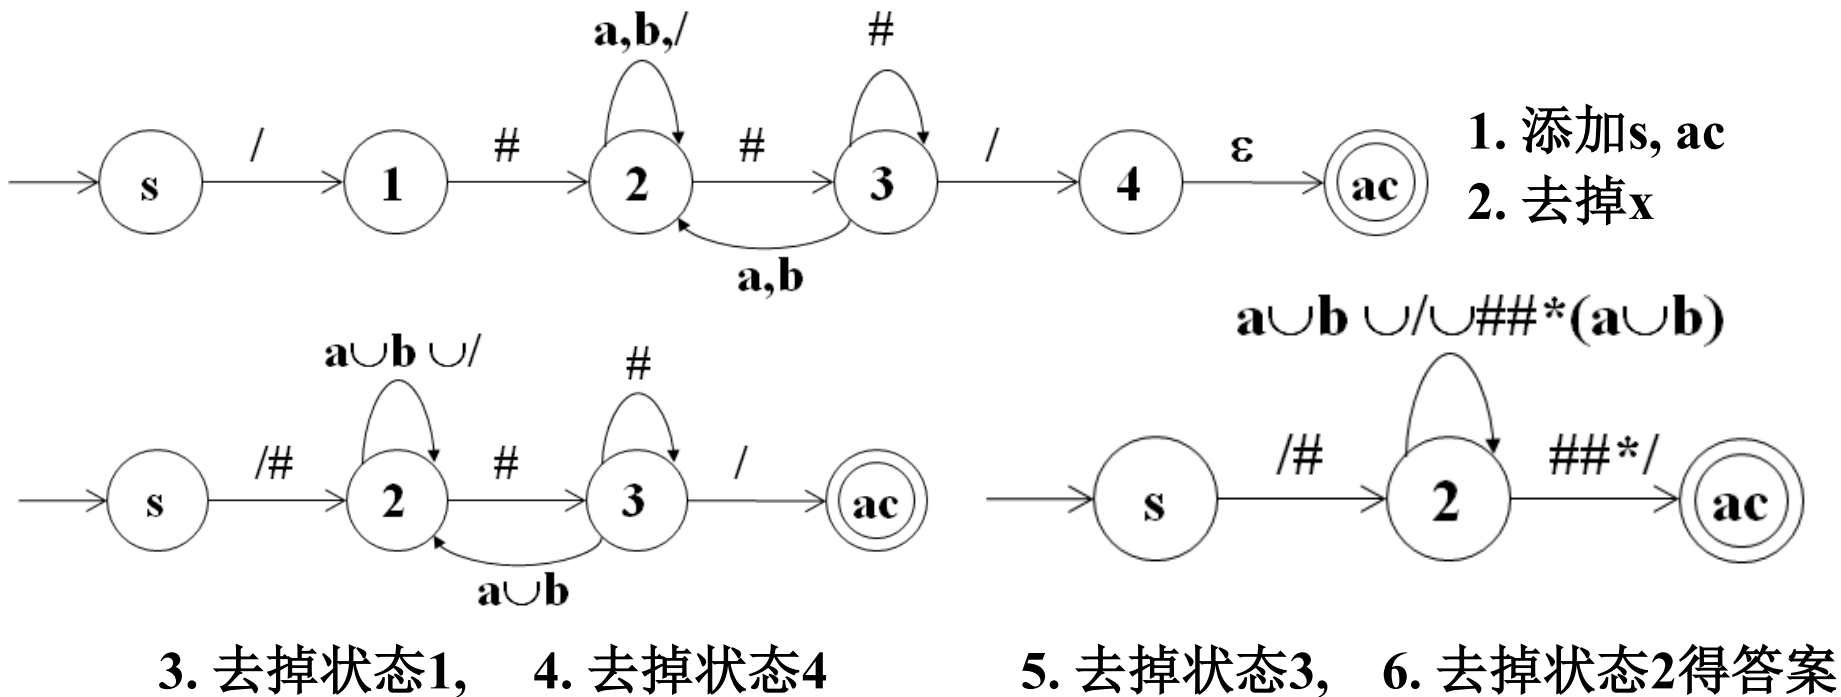 a,b,/ #
/ # # / ε
s 1 2 3 4 ac
a,b
1. 添加s, ac
2. 去掉x
a∪b ∪/ #
/# # /
s 2 3 ac
a∪b
a∪b ∪/∪##*(a∪b)
/# ##*/
s 2 ac
3. 去掉状态1, 4. 去掉状态4
5. 去掉状态3, 6. 去掉状态2得答案